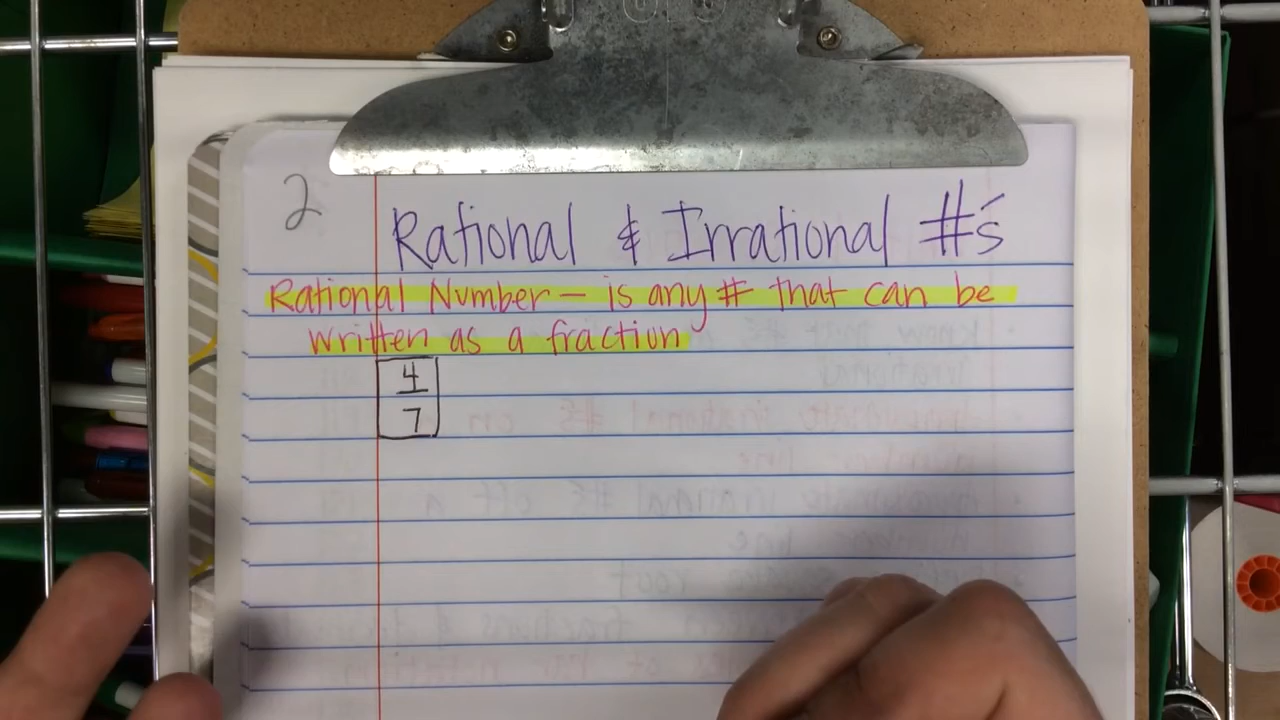 2
Rational & Irrational #'s
Rational Number — is any # that can be
written as a fraction
4
7